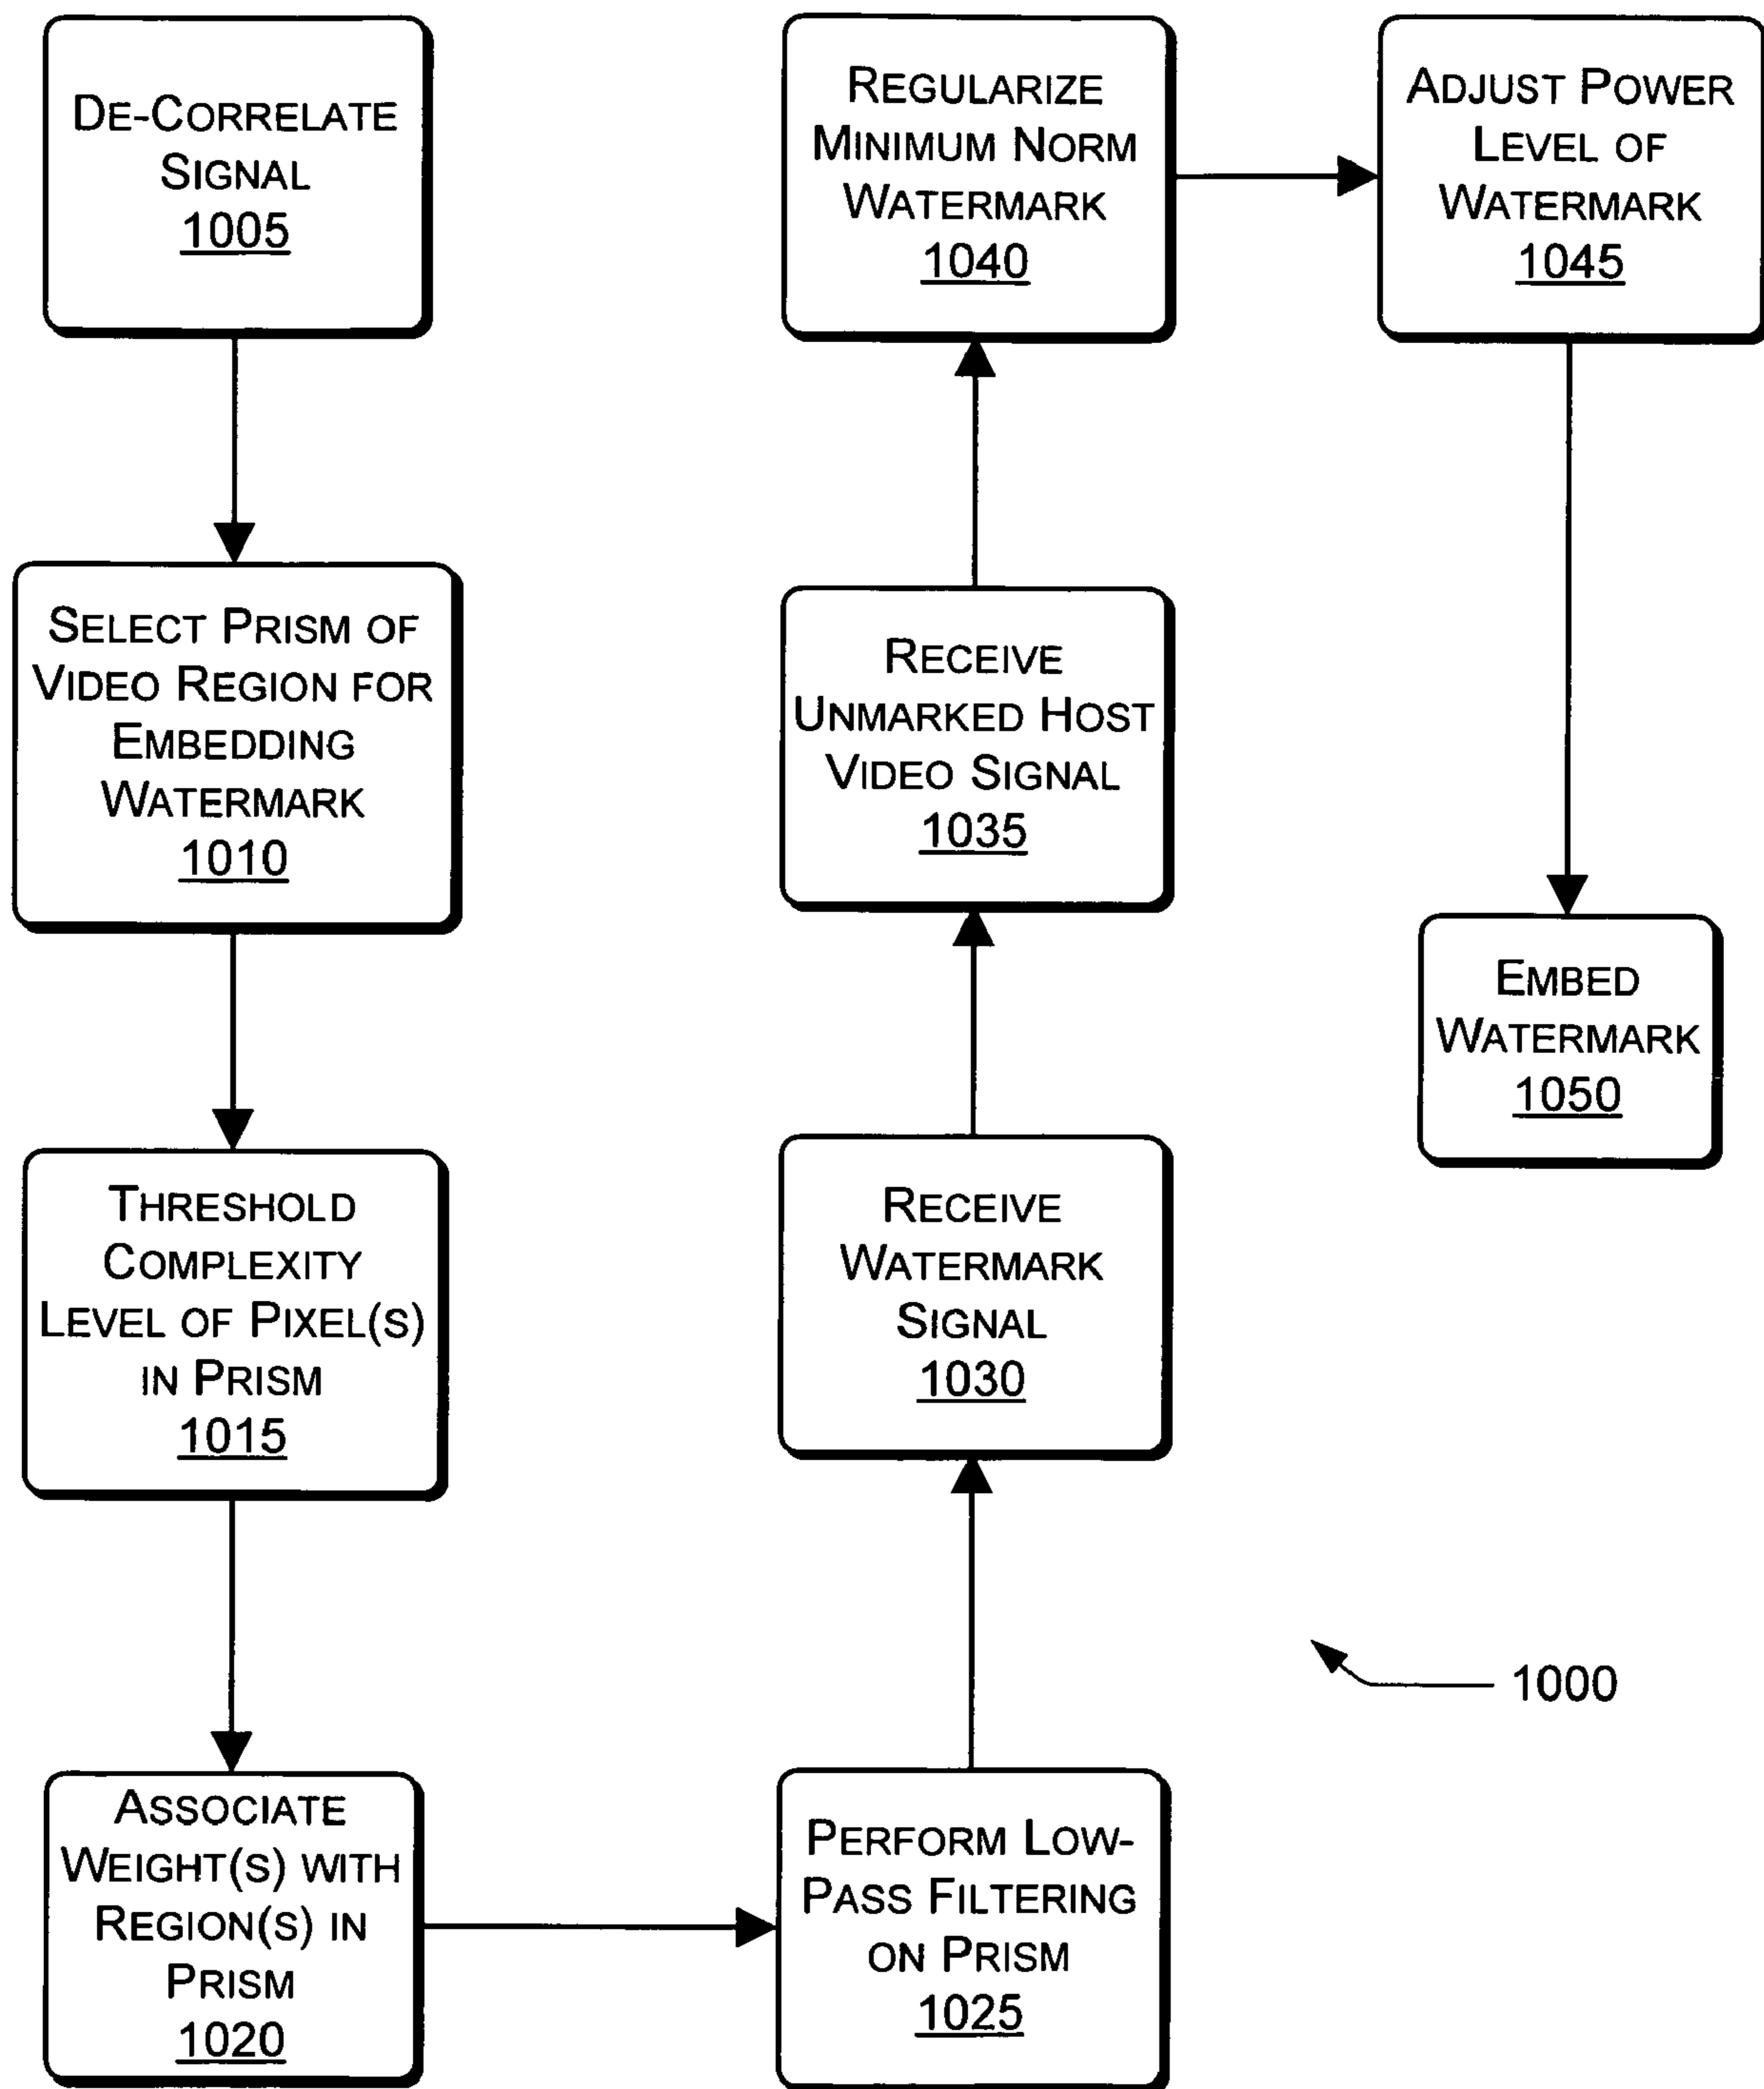 DE-CORRELATE
SIGNAL
1005
SELECT PRISM OF
VIDEO REGION FOR
EMBEDDING
WATERMARK
1010
THRESHOLD
COMPLEXITY
LEVEL OF PIXEL(S)
IN PRISM
1015
ASSOCIATE
WEIGHT(S) WITH
REGION(S) IN
PRISM
1020
PERFORM LOW-
PASS FILTERING
ON PRISM
1025
RECEIVE
WATERMARK
SIGNAL
1030
RECEIVE
UNMARKED HOST
VIDEO SIGNAL
1035
REGULARIZE
MINIMUM NORM
WATERMARK
1040
ADJUST POWER
LEVEL OF
WATERMARK
1045
EMBED
WATERMARK
1050
1000